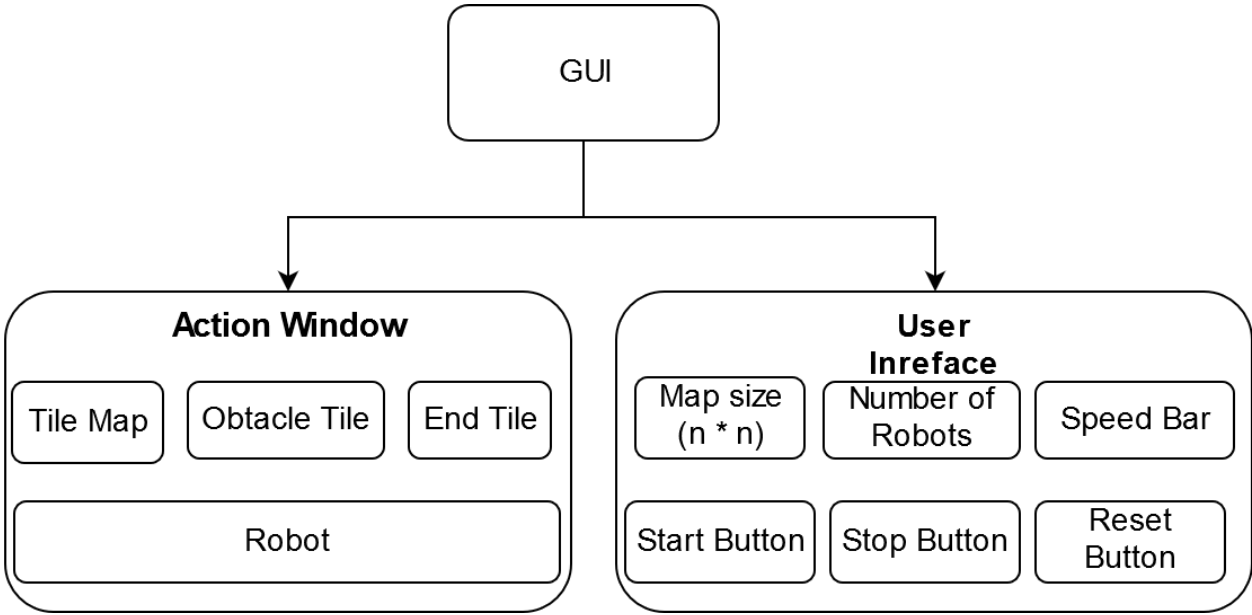 GUI
Action Window
Tile Map
Obtacle Tile
End Tile
Robot
User
Inreface
Map size
(n * n)
Number of
Robots
Speed Bar
Start Button
Stop Button
Reset
Button